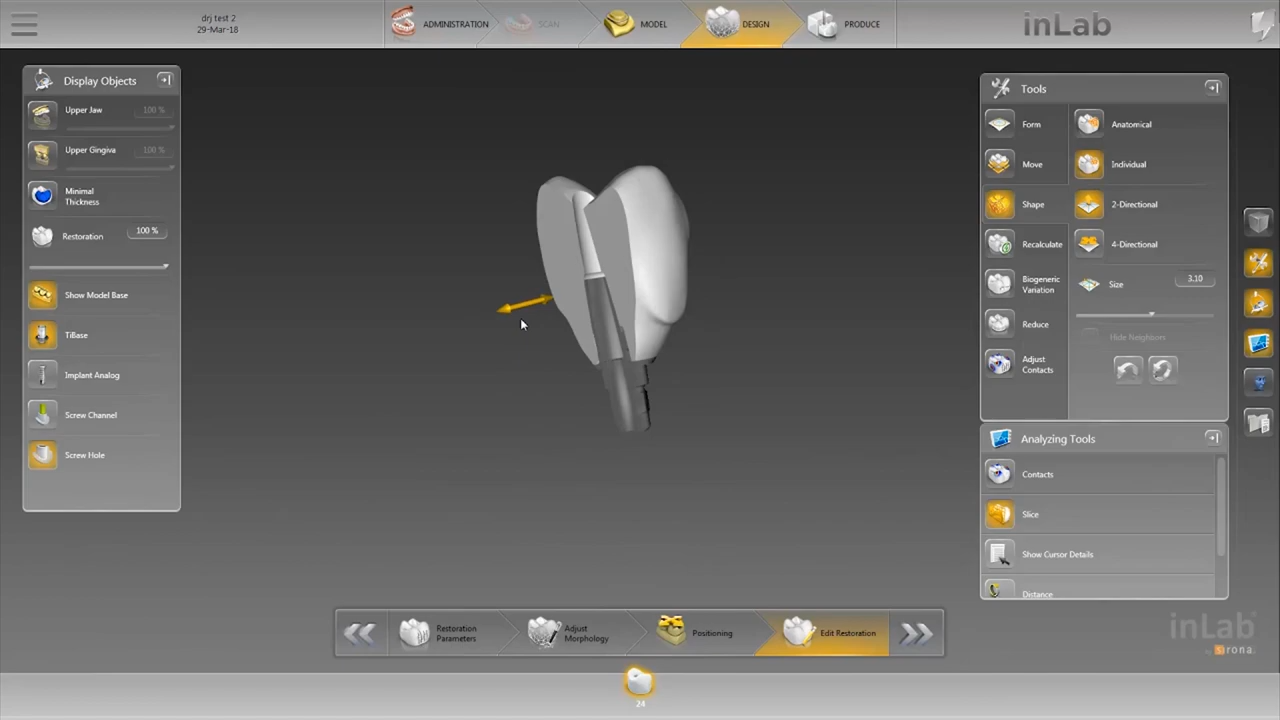 drj test 2
29-Mar-18
ADMINISTRATION
SCAN
MODEL
DESIGN
PRODUCE
inLab
Display Objects
Upper Jaw
100 %
Upper Gingiva
100 %
Minimal
Thickness
Restoration
100 %
Show Model Base
TiBase
Implant Analog
Screw Channel
Screw Hole
Tools
Form
Move
Shape
Recalculate
Biogeneric
Variation
Reduce
Adjust
Contacts
Anatomical
Individual
2-Directional
4-Directional
Size
3.10
Hide Neighbors
Analyzing Tools
Contacts
Slice
Show Cursor Details
Distance
Restoration
Parameters
Adjust
Morphology
Positioning
Edit Restoration
inLab
by sirona.
24